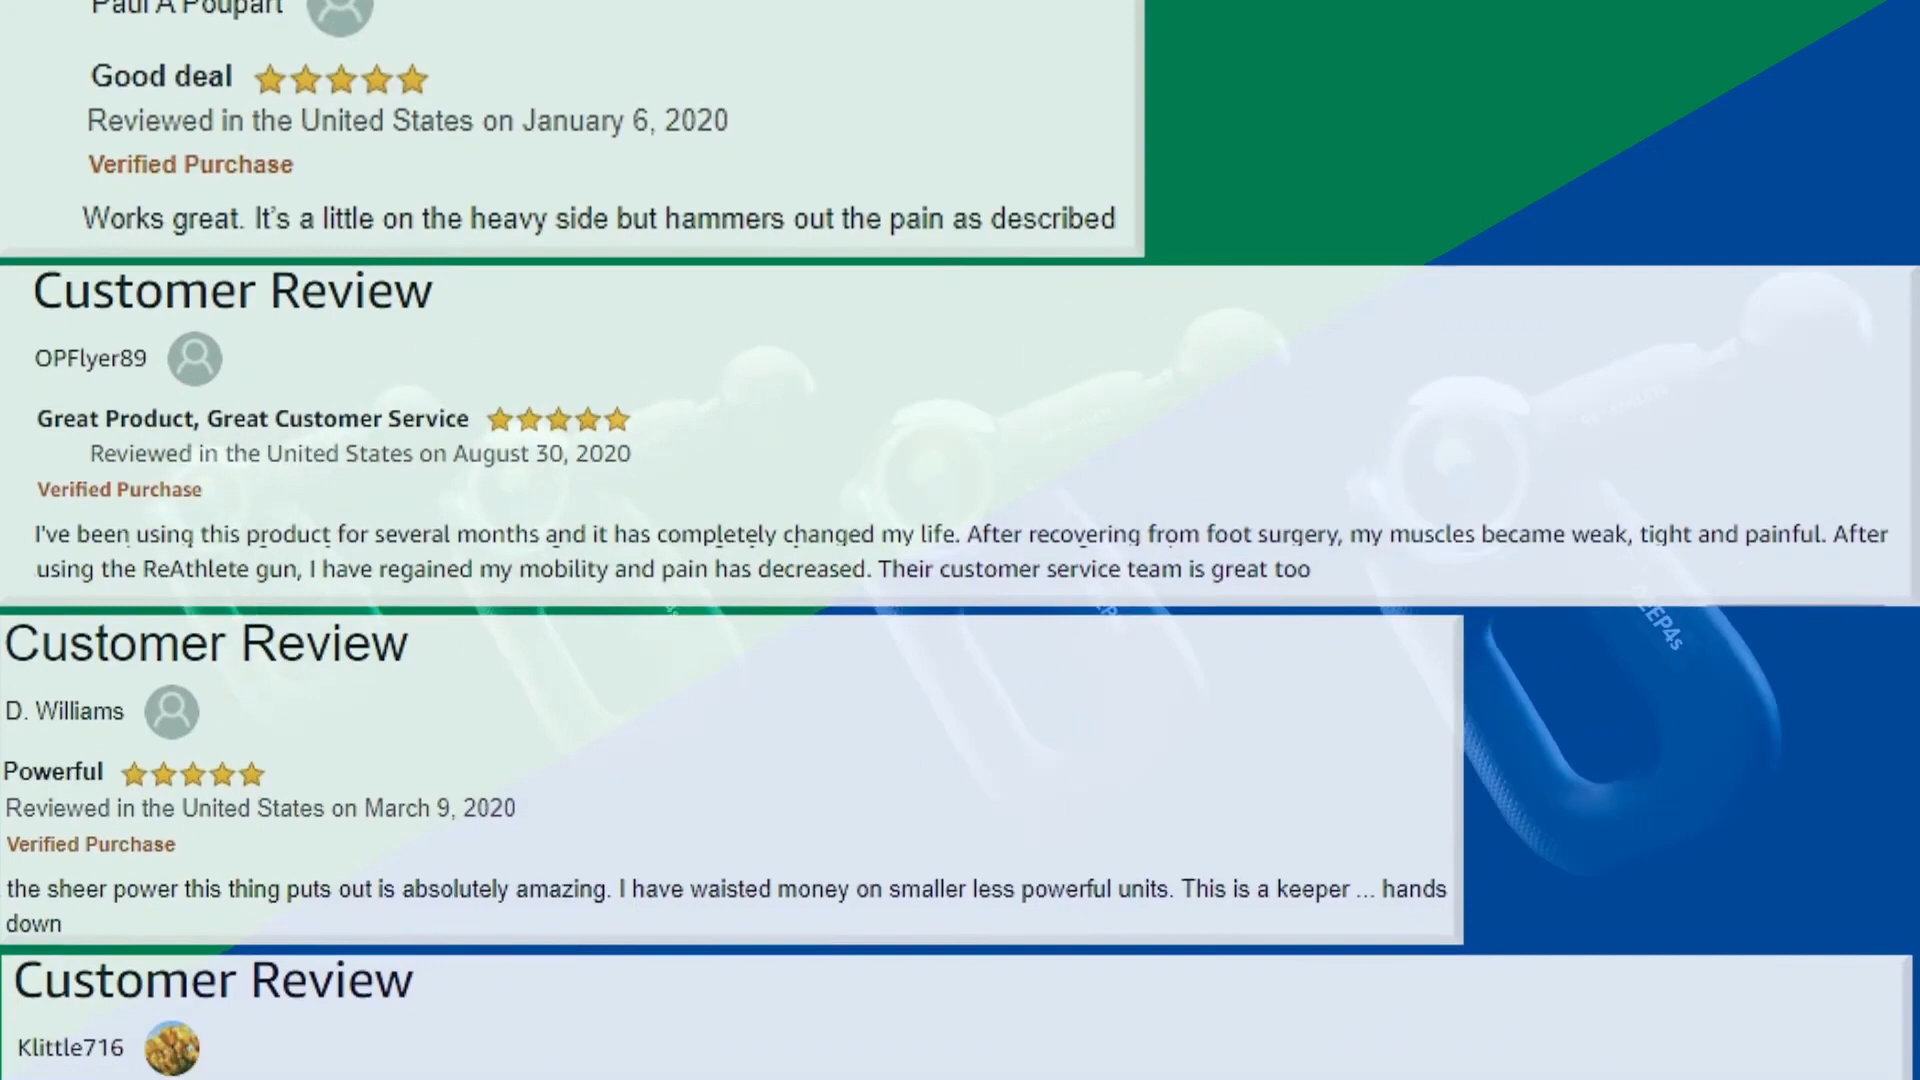 Paul A Poupart
Good deal
Reviewed in the United States on January 6, 2020
Verified Purchase
Works great. It’s a little on the heavy side but hammers out the pain as described
Customer Review
OPFlyer89
Great Product, Great Customer Service
Reviewed in the United States on August 30, 2020
Verified Purchase
I've been using this product for several months and it has completely changed my life. After recovering from foot surgery, my muscles became weak, tight and painful. After
using the ReAthlete gun, I have regained my mobility and pain has decreased. Their customer service team is great too
DEEP4s
Customer Review
D. Williams
Powerful
Reviewed in the United States on March 9, 2020
Verified Purchase
the sheer power this thing puts out is absolutely amazing. I have waisted money on smaller less powerful units. This is a keeper ... hands
down
Customer Review
Klittle716